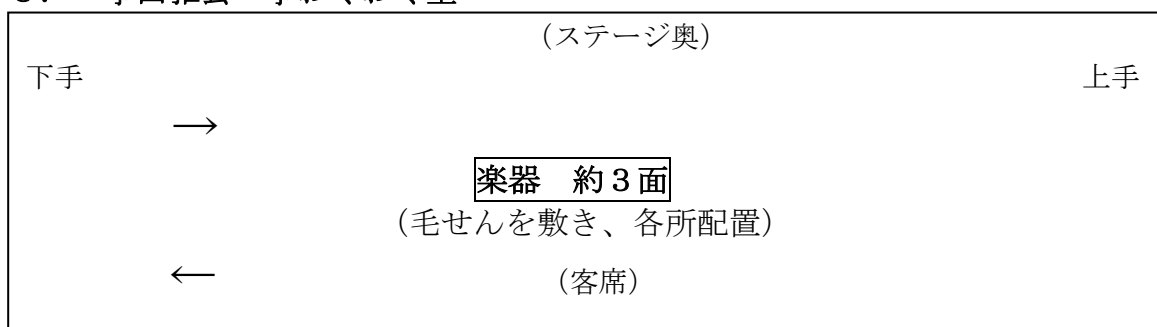 （ステージ奥）
下手 上手
→
楽器　約３面
（毛せんを敷き、各所配置）
← （客席）